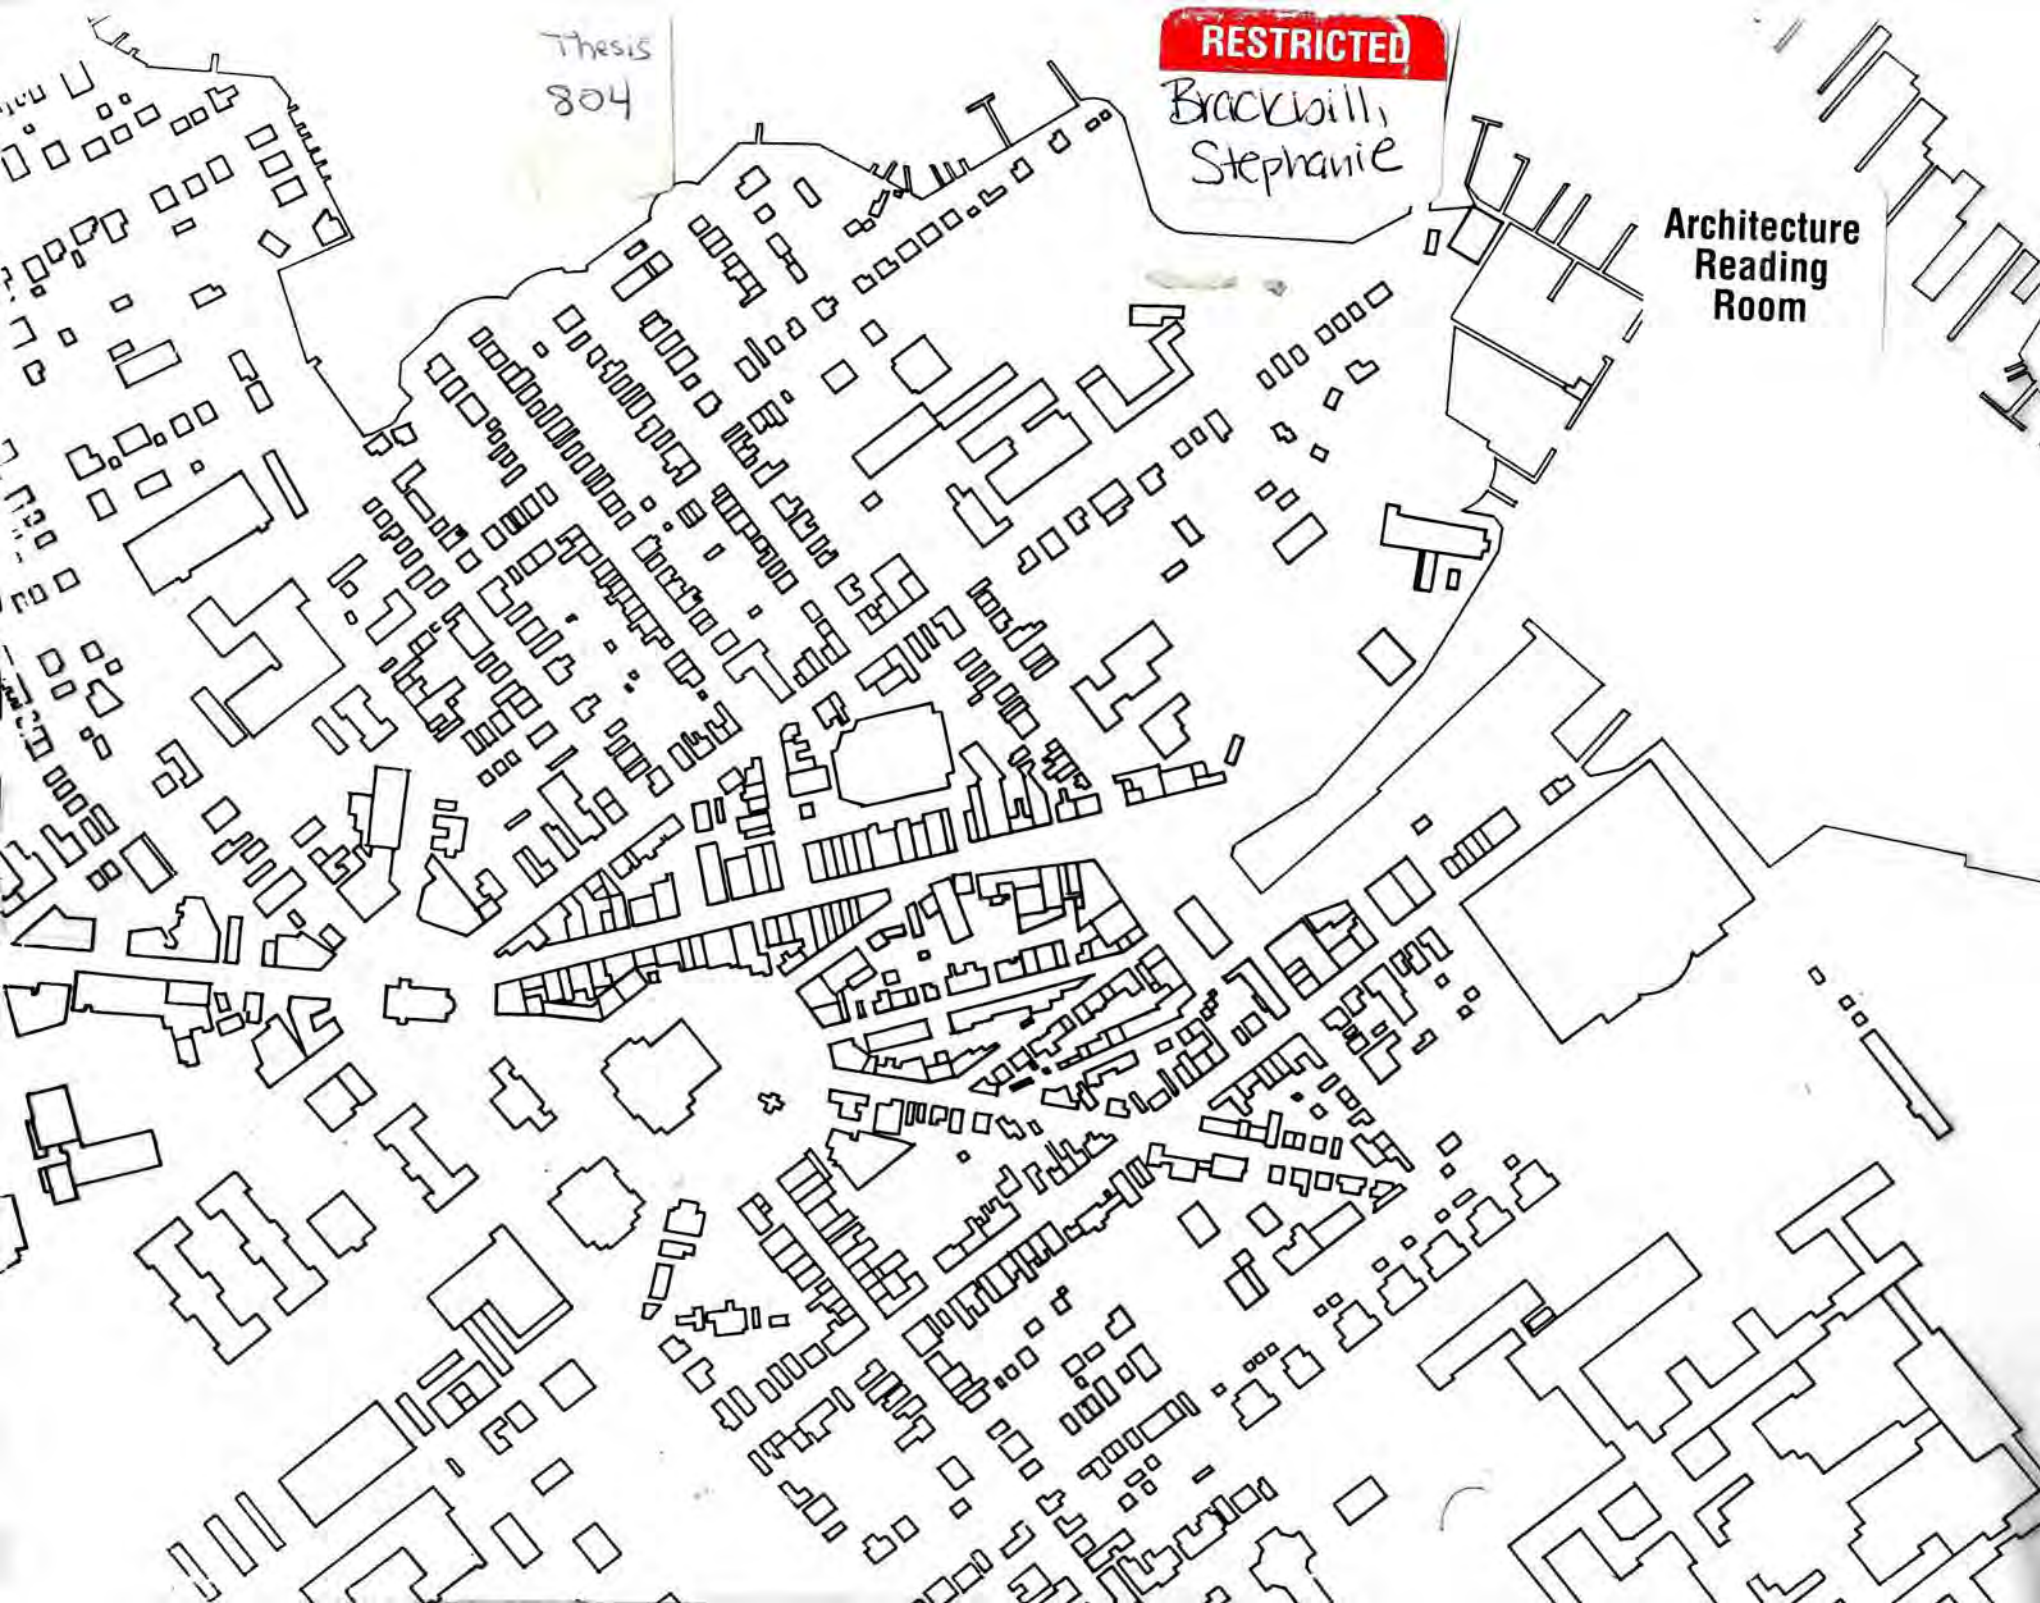 Thesis
804
RESTRICTED
Brackbill,
Stephanie
Architecture
Reading
Room